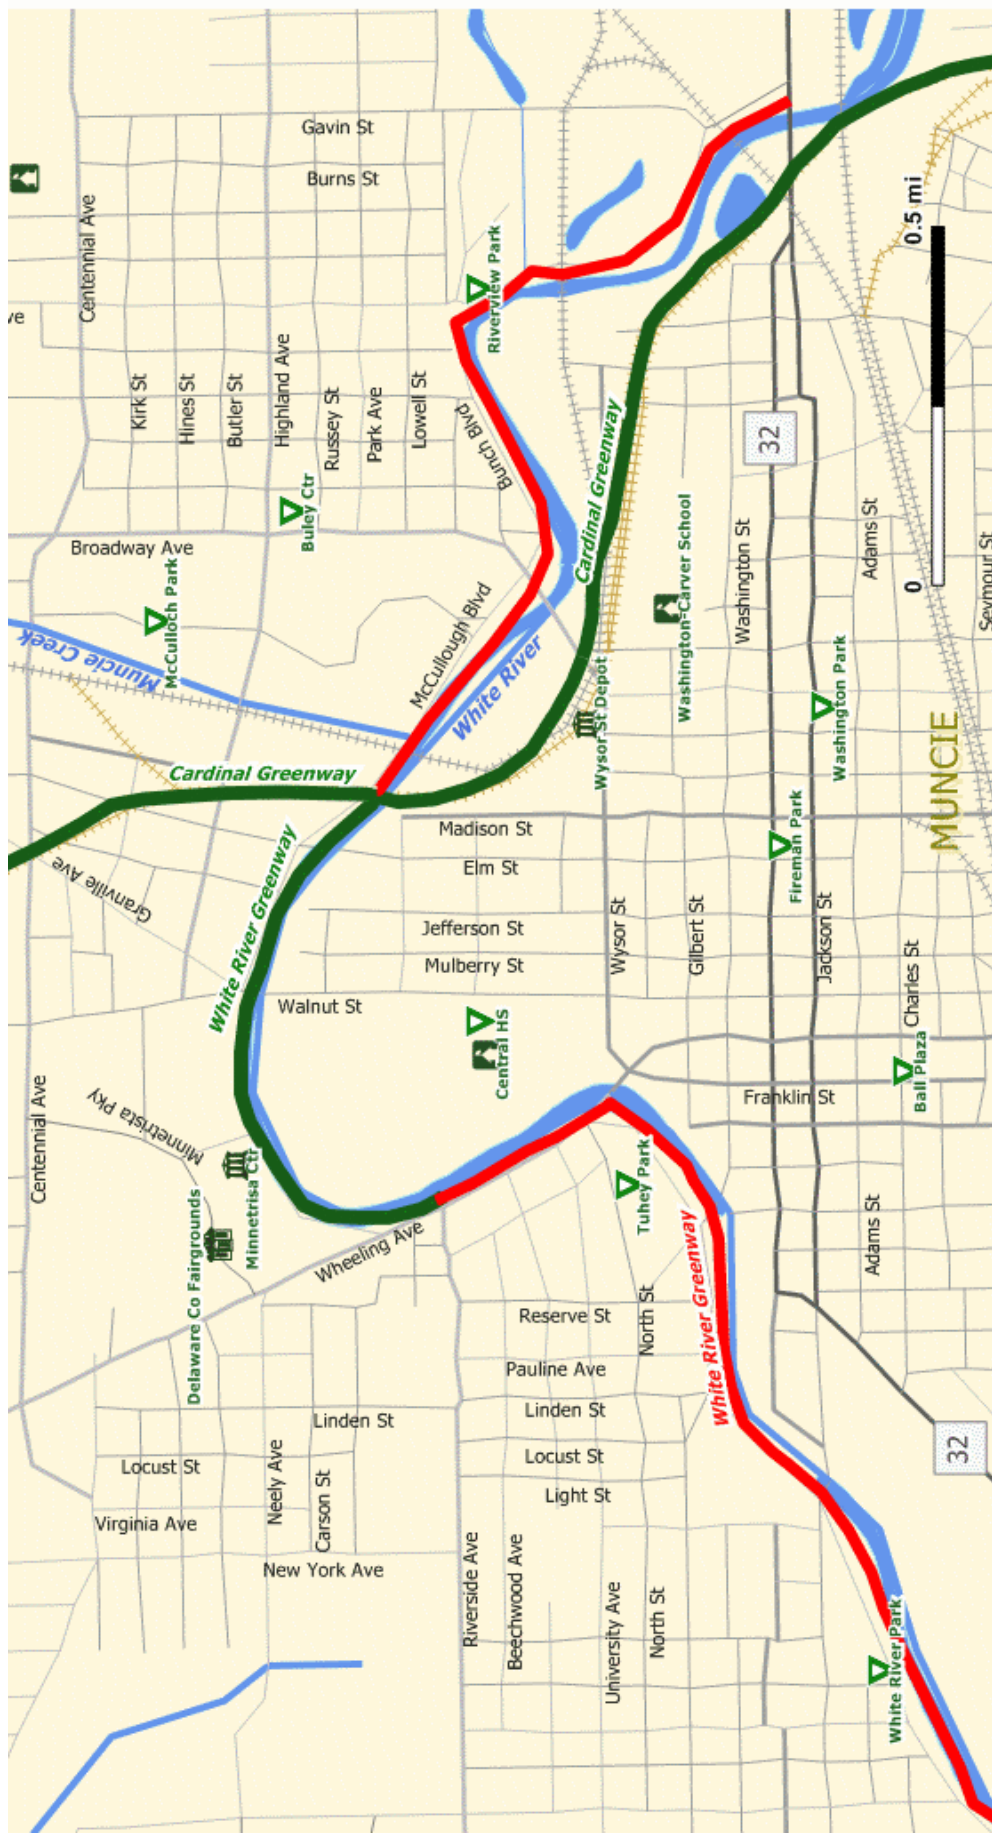 Gavin St
Burns St
Centennial Ave
ve
Riverview Park
0.5 mi
Kirk St
Hines St
Butler St
Highland Ave
Russey St
Park Ave
Lowell St
Bunch Blvd
32
Cardinal Greenway
Buley Ctr
Broadway Ave
McCulloch Park
Washington-Carver School
Washington St
Adams St
0
Seymour St
Muncie Creek
McCullough Blvd
White River
Wysor St Depot
Washington Park
Cardinal Greenway
MUNCIE
Madison St
Elm St
Fireman Park
Granville Ave
White River Greenway
Jefferson St
Mulberry St
Wysor St
Gilbert St
Jackson St
Charles St
Walnut St
Central HS
Ball Plaza
Franklin St
Centennial Ave
Minnetrista Pky
Minnetrisa Ctr
Tuhey Park
Delaware Co Fairgrounds
Wheeling Ave
Adams St
White River Greenway
Reserve St
North St
Pauline Ave
Linden St
Linden St
Locust St
Locust St
Neely Ave
Carson St
Light St
32
Virginia Ave
New York Ave
Riverside Ave
Beechwood Ave
University Ave
North St
White River Park